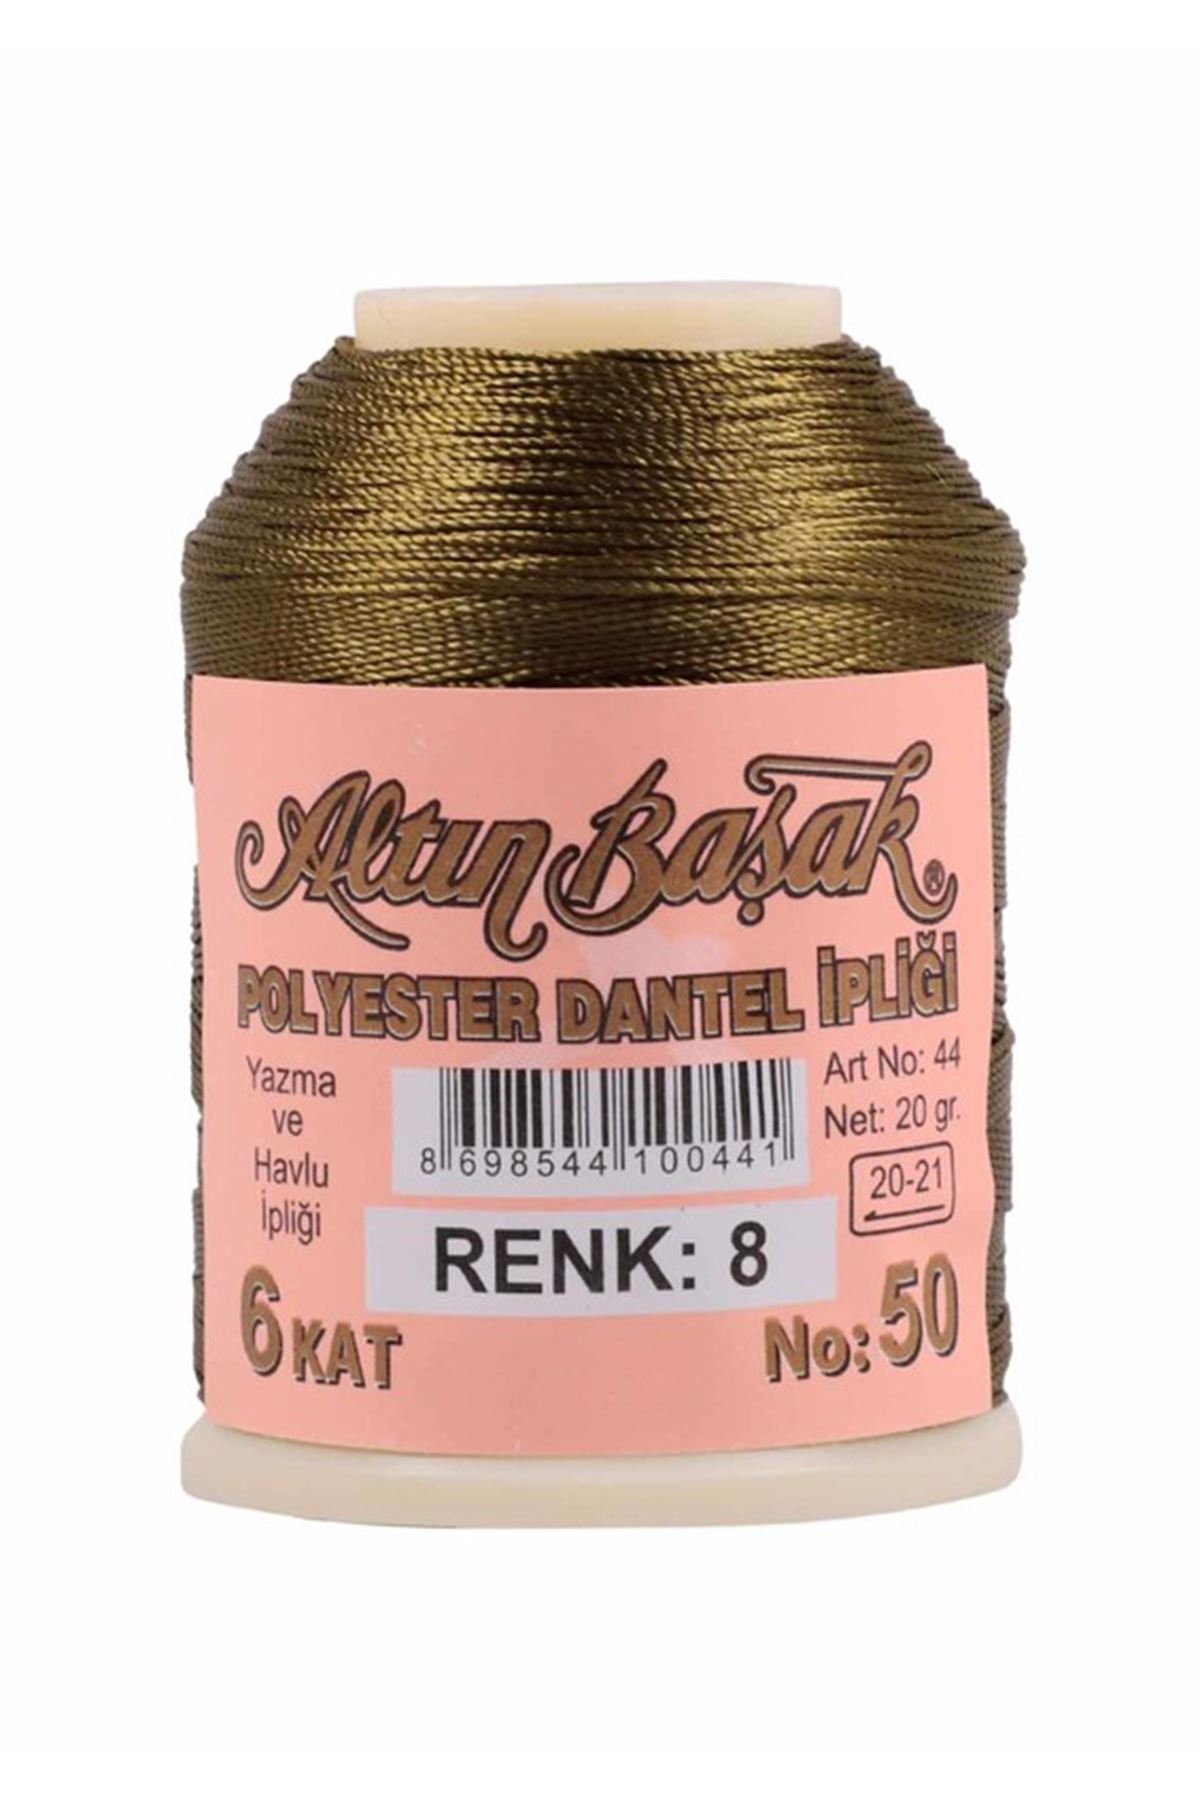 Altın Başak®
POLYESTER DANTEL İPLİĞİ
Yazma
ve
Havlu
İpliği
8 698544 100441
Art No: 44
Net: 20 gr.
20-21
RENK: 8
6 KAT
No: 50